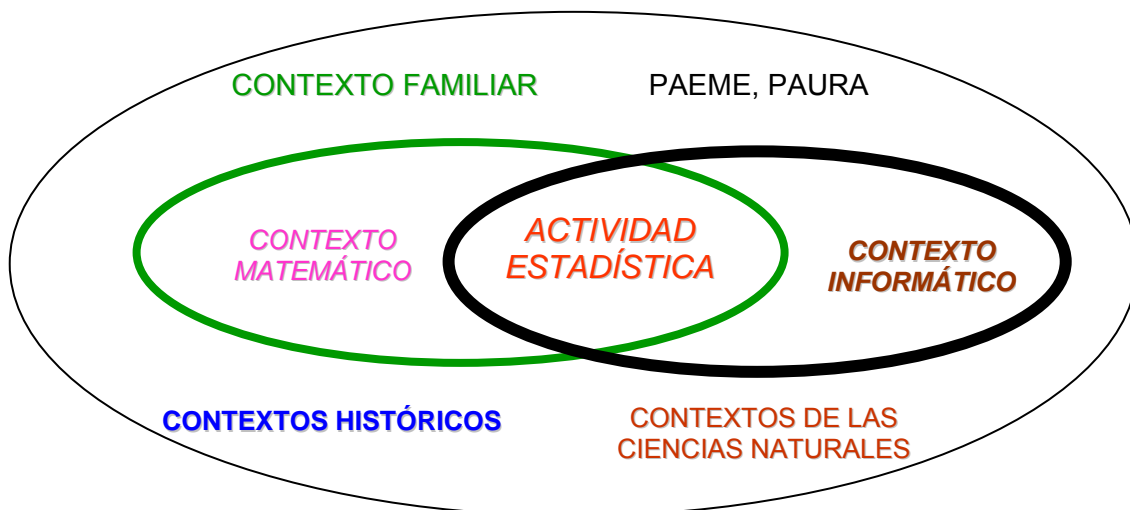 CONTEXTO FAMILIAR
PAEME, PAURA
CONTEXTO
MATEMÁTICO
ACTIVIDAD
ESTADÍSTICA
CONTEXTO
INFORMÁTICO
CONTEXTOS HISTÓRICOS
CONTEXTOS DE LAS
CIENCIAS NATURALES